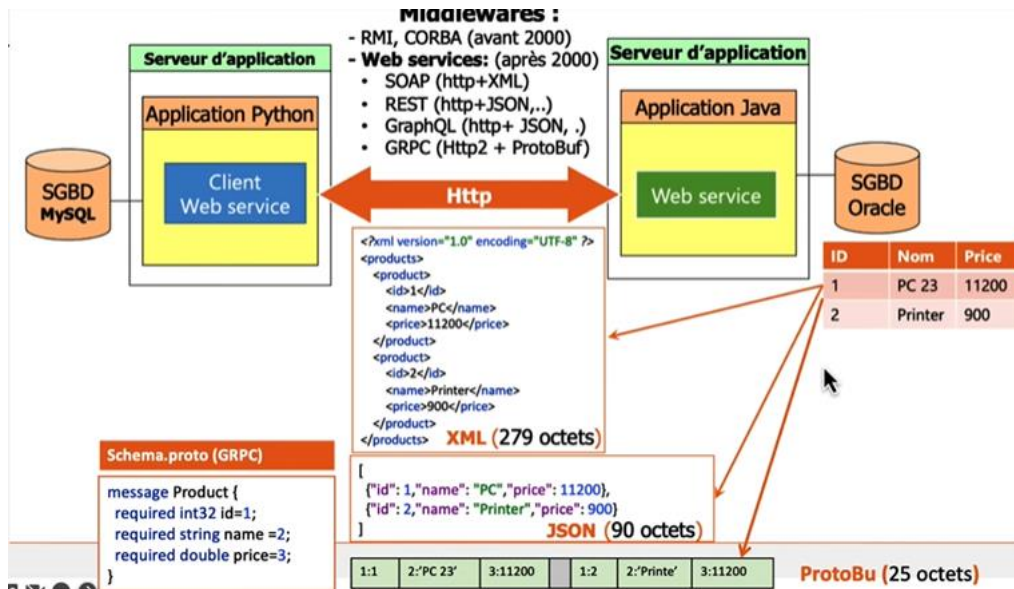 Middlewares :
- RMI, CORBA (avant 2000)
- Web services: (après 2000)
• SOAP (http+XML)
• REST (http+JSON,..)
• GraphQL (http+ JSON, .)
• GRPC (Http2 + ProtoBuf)
Serveur d'application
Application Python
Client
Web service
SGBD
MySQL
Http
Serveur d'application
Application Java
Web service
SGBD
Oracle
ID Nom Price
1 PC 23 11200
2 Printer 900
<?xml version="1.0" encoding="UTF-8" ?>
<products>
<product>
<id>1</id>
<name>PC</name>
<price>11200</price>
</product>
<product>
<id>2</id>
<name>Printer</name>
<price>900</price>
</product>
</products> XML (279 octets)
Schema.proto (GRPC)
message Product {
required int32 id=1;
required string name =2;
required double price=3;
}
[
{"id": 1,"name": "PC","price": 11200},
{"id": 2,"name": "Printer","price": 900}
] JSON (90 octets)
1:1 2:'PC 23' 3:11200 1:2 2:'Printe' 3:11200
ProtoBu (25 octets)